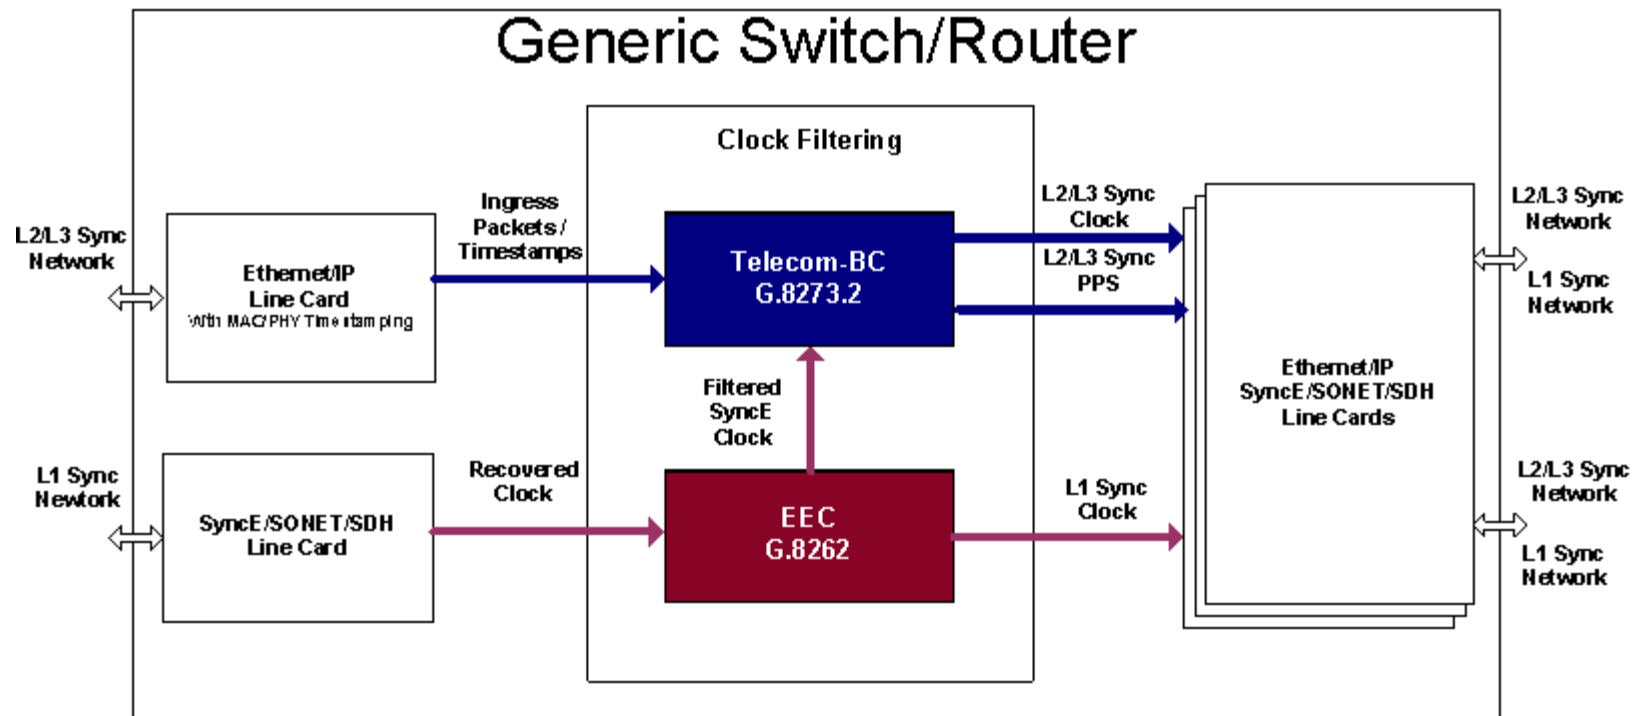 Generic Switch/Router
Clock Filtering
L2/L3 Sync
Network
Ethernet/IP
Line Card
With MAC/PHY Timestamping
Ingress
Packets /
Timestamps
Telecom-BC
G.8273.2
L2/L3 Sync
Clock
L2/L3 Sync
PPS
Filtered
SyncE
Clock
L1 Sync
Newtork
SyncE/SONET/SDH
Line Card
Recovered
Clock
EEC
G.8262
L1 Sync
Clock
Ethernet/IP
SyncE/SONET/SDH
Line Cards
L2/L3 Sync
Network
L1 Sync
Network
L2/L3 Sync
Network
L1 Sync
Network